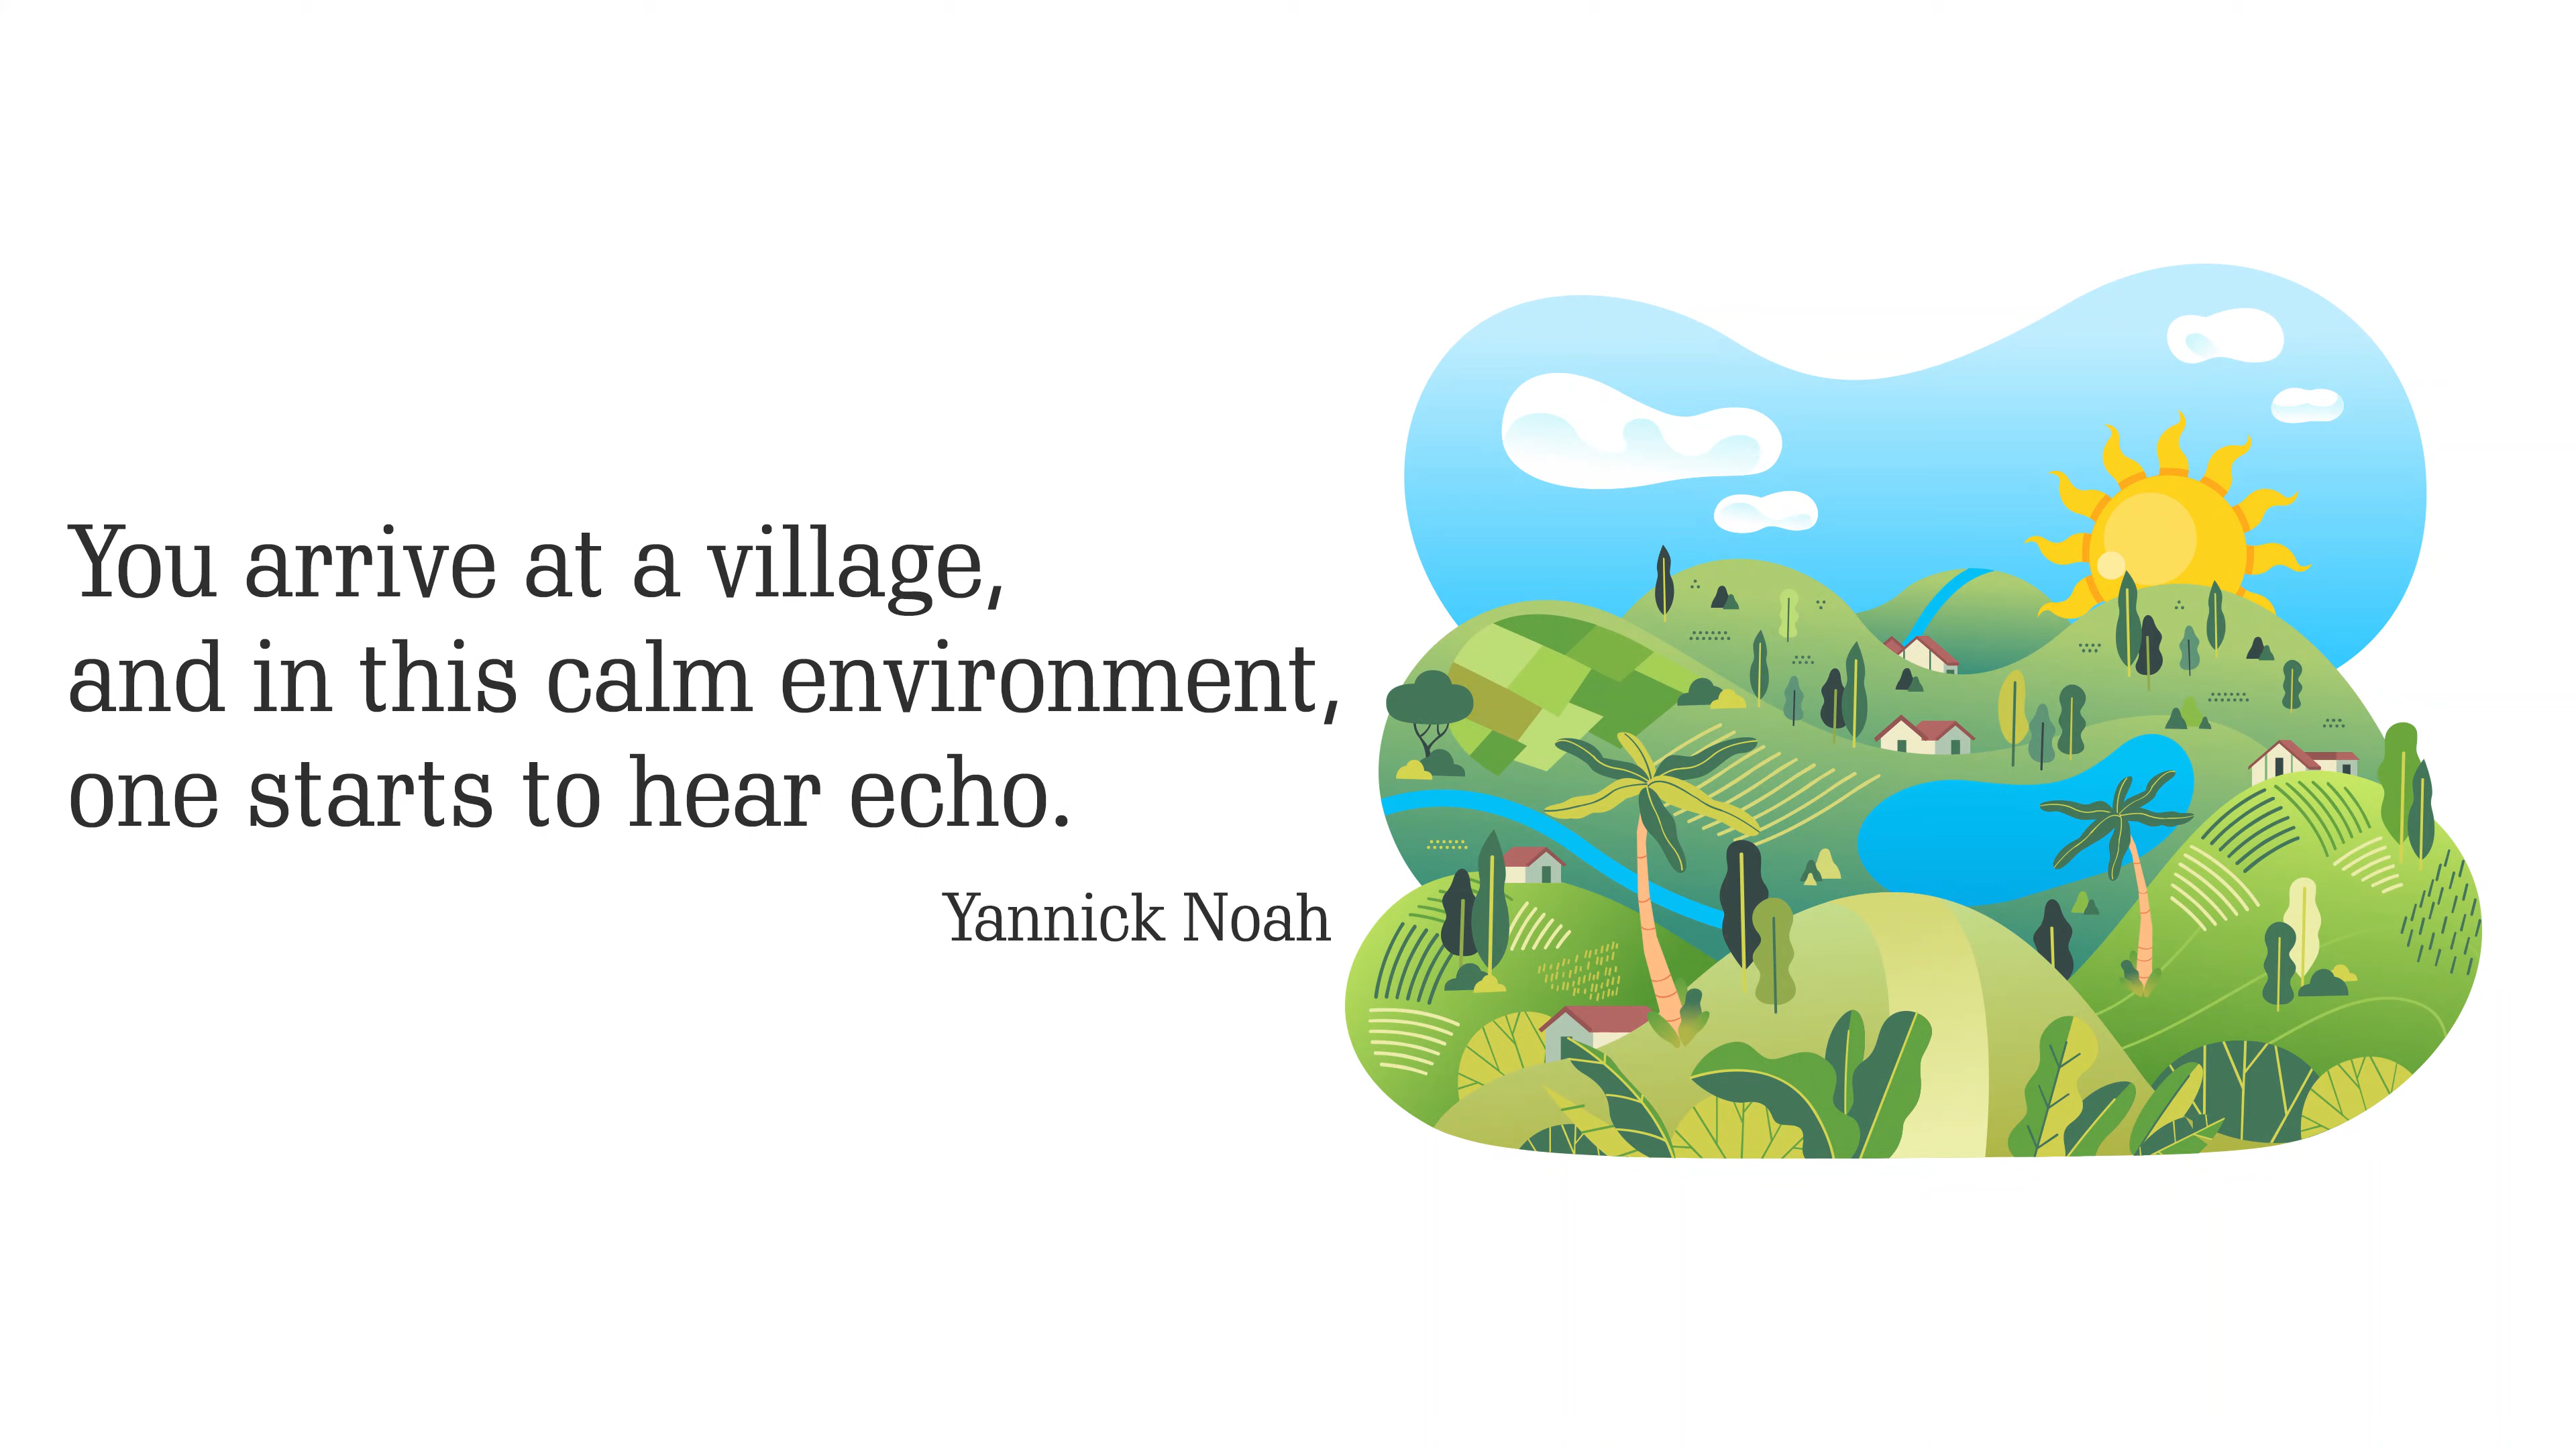 You arrive at a village,
and in this calm environment,
one starts to hear echo.
Yannick Noah